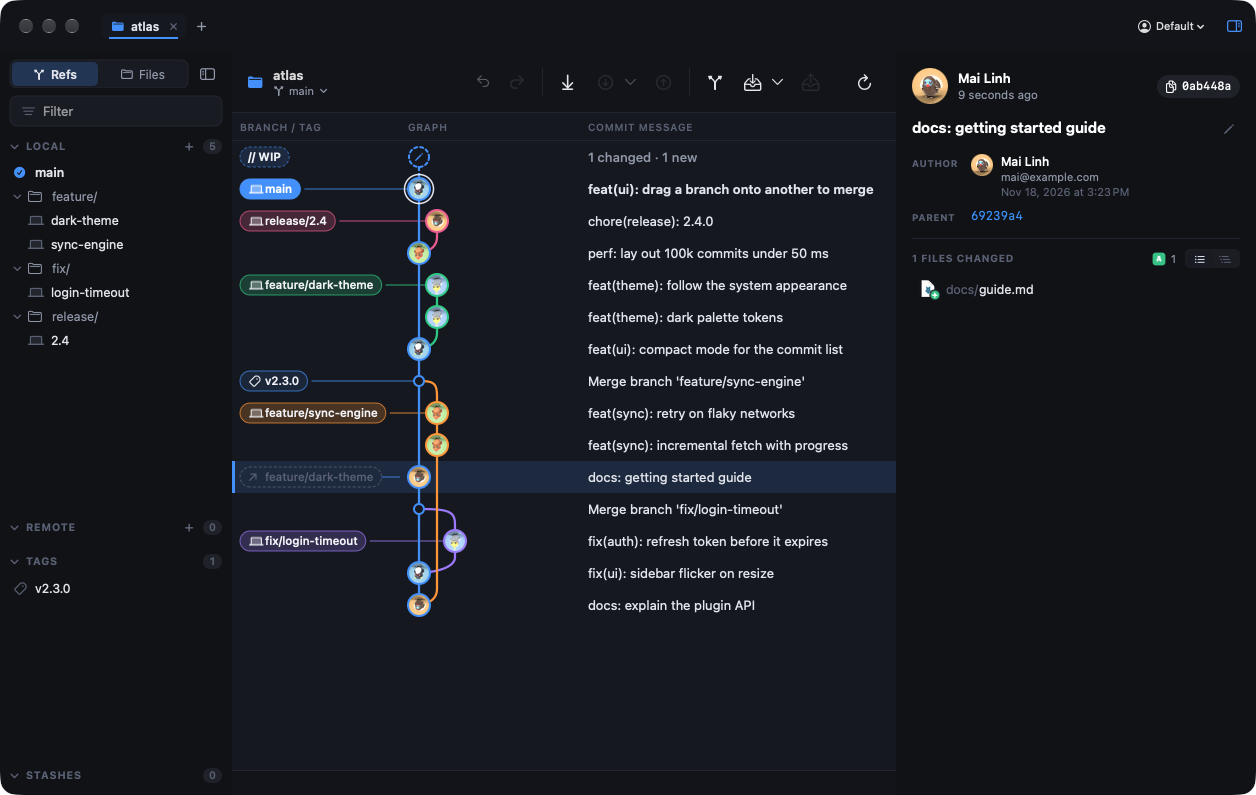 atlas
Default
Refs
Files
Filter
LOCAL 5
main
feature/
dark-theme
sync-engine
fix/
login-timeout
release/
2.4
REMOTE 0
TAGS 1
v2.3.0
STASHES 0
atlas
main
BRANCH / TAG GRAPH COMMIT MESSAGE
// WIP 1 changed · 1 new
main feat(ui): drag a branch onto another to merge
release/2.4 chore(release): 2.4.0
perf: lay out 100k commits under 50 ms
feature/dark-theme feat(theme): follow the system appearance
feat(theme): dark palette tokens
feat(ui): compact mode for the commit list
v2.3.0 Merge branch 'feature/sync-engine'
feature/sync-engine feat(sync): retry on flaky networks
feat(sync): incremental fetch with progress
feature/dark-theme docs: getting started guide
Merge branch 'fix/login-timeout'
fix/login-timeout fix(auth): refresh token before it expires
fix(ui): sidebar flicker on resize
docs: explain the plugin API
Mai Linh
9 seconds ago
0ab448a
docs: getting started guide
AUTHOR Mai Linh
mai@example.com
Nov 18, 2026 at 3:23 PM
PARENT 69239a4
1 FILES CHANGED A 1
docs/guide.md